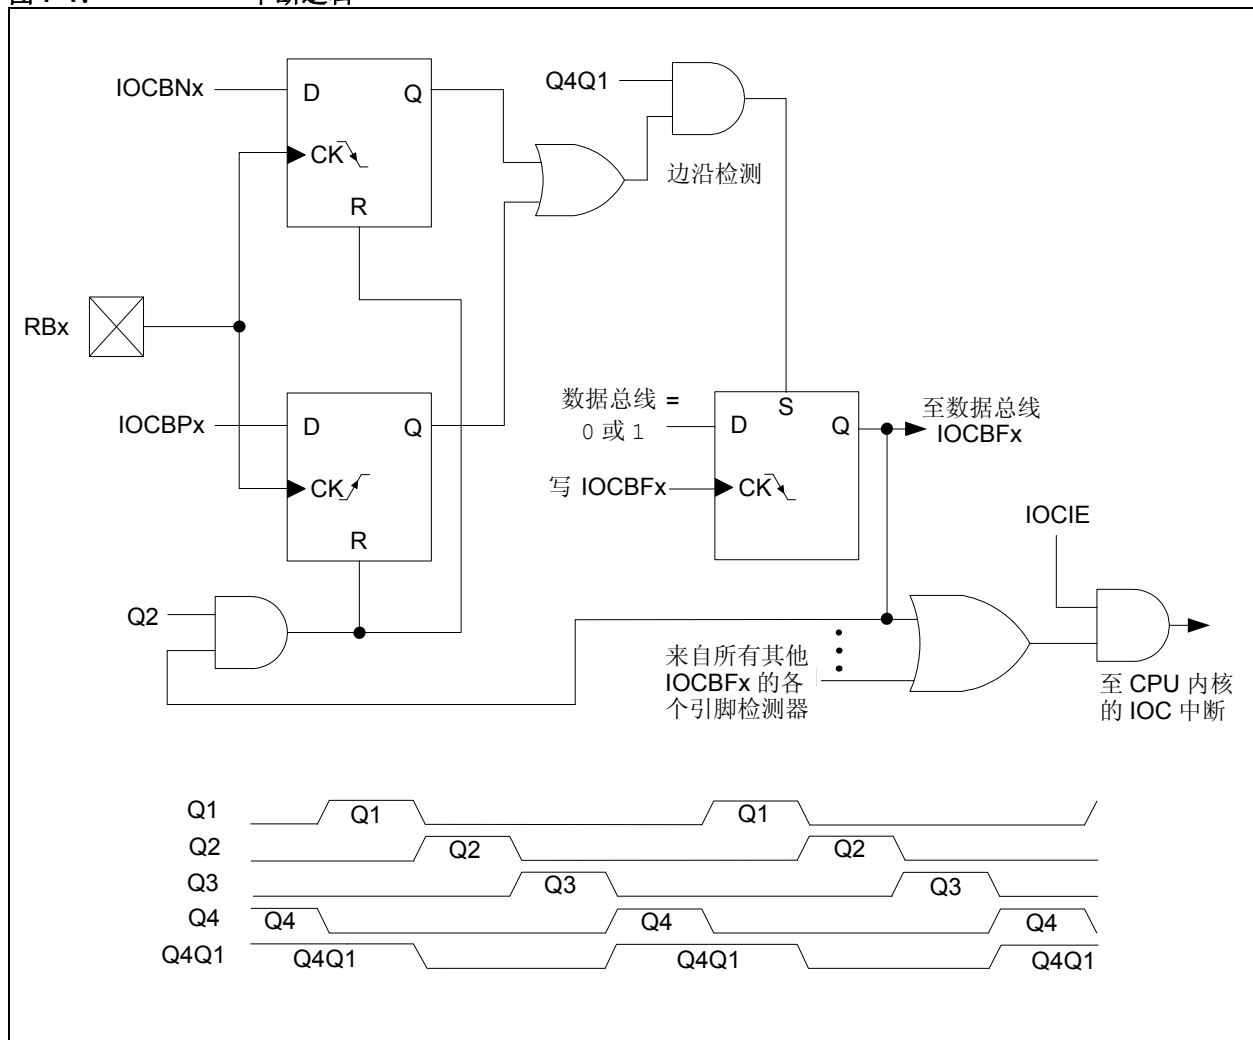 IOCBNx
D
Q
CK
R
Q4Q1
边沿检测
RBx
IOCBPx
D
Q
CK
R
数据总线 =
0 或 1
写 IOCBFx
S
D
Q
CK
至数据总线
IOCBFx
IOCIE
Q2
来自所有其他
IOCBFx 的各
个引脚检测器
至 CPU 内核
的 IOC 中断
Q1 Q1 Q1
Q2 Q2 Q2
Q3 Q3 Q3
Q4 Q4 Q4 Q4
Q4Q1 Q4Q1 Q4Q1 Q4Q1